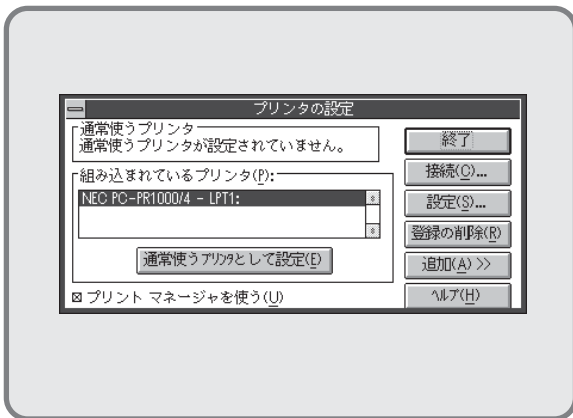 プリンタの設定
通常使うプリンタ
通常使うプリンタが設定されていません。
組み込まれているプリンタ(P):
NEC PC-PR1000/4 - LPT1:
通常使うプリンタとして設定(E)
プリント マネージャを使う(U)
終了
接続(C)...
設定(S)...
登録の削除(R)
追加(A) >>
ヘルプ(H)